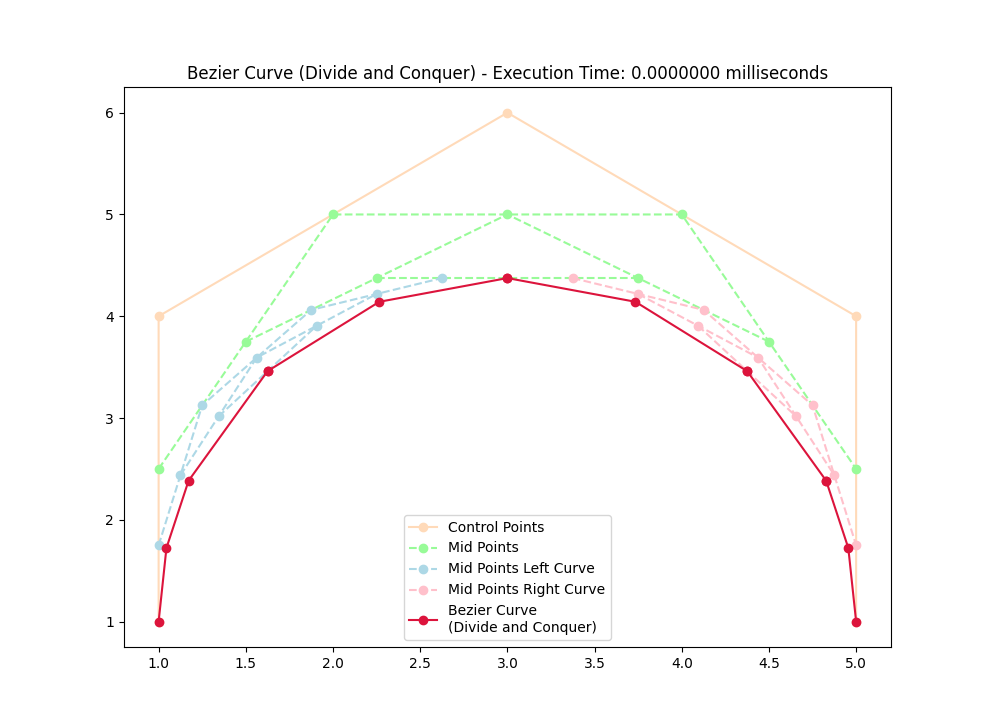 Bezier Curve (Divide and Conquer) - Execution Time: 0.0000000 milliseconds
6
5
4
3
2
1
Control Points
Mid Points
Mid Points Left Curve
Mid Points Right Curve
Bezier Curve
(Divide and Conquer)
1.0 1.5 2.0 2.5 3.0 3.5 4.0 4.5 5.0